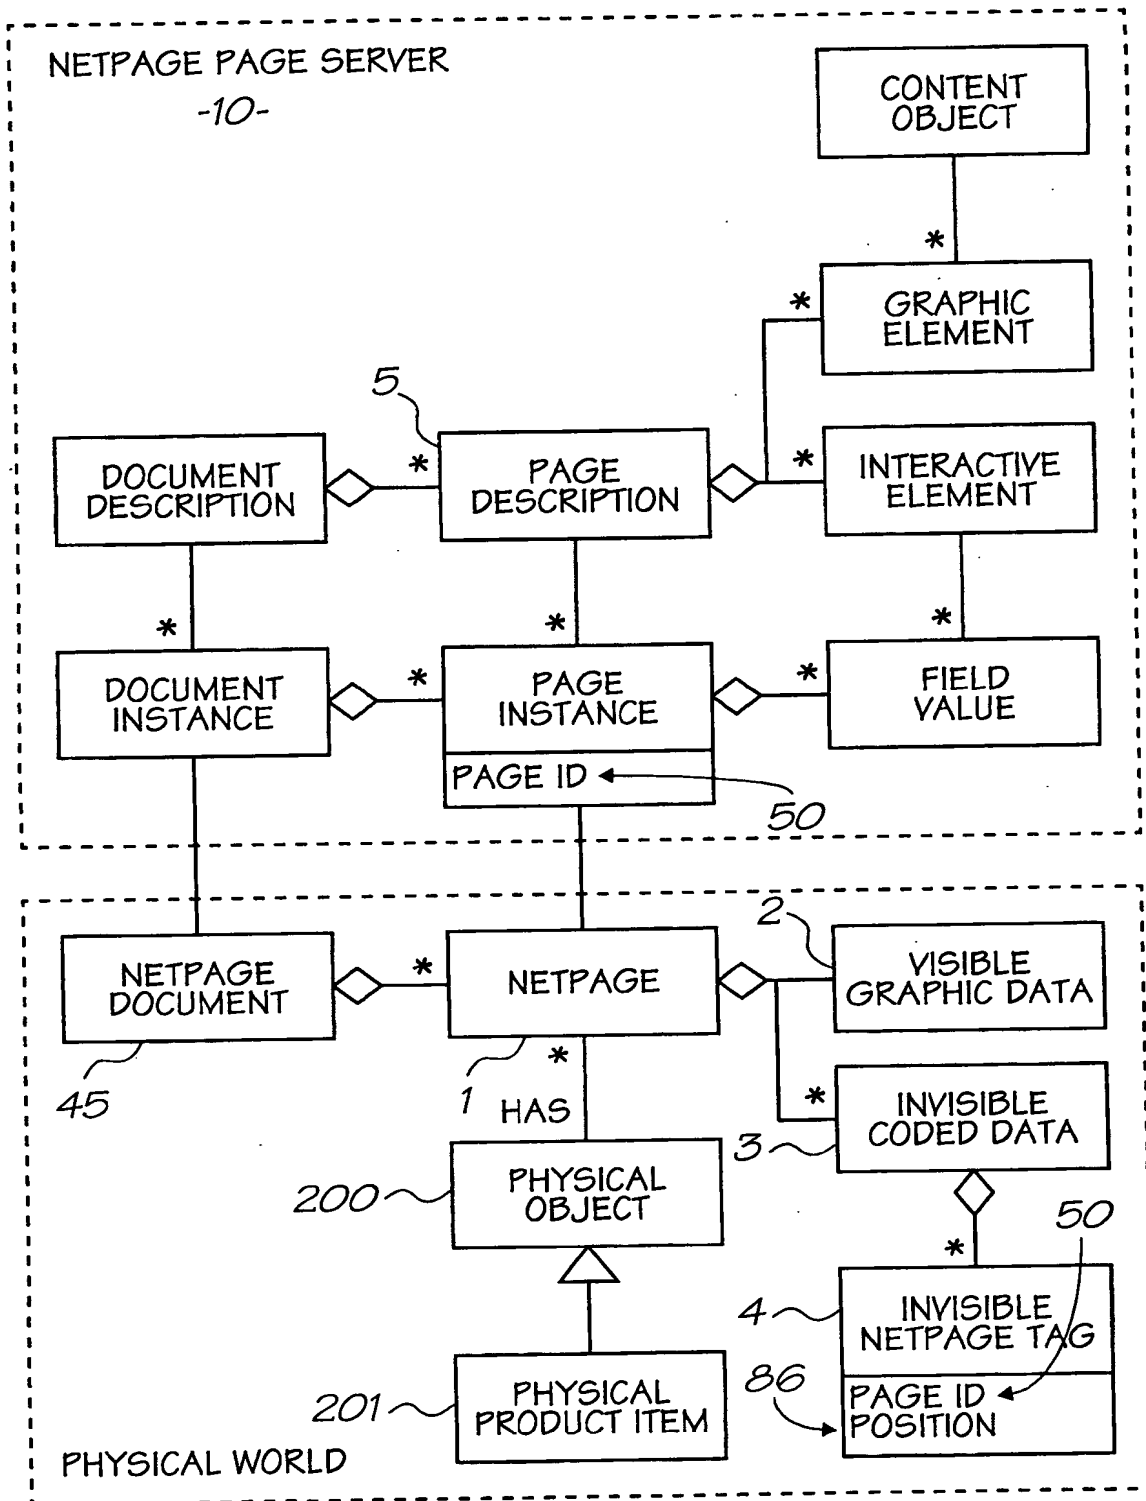 NETPAGE PAGE SERVER
-10-
CONTENT
OBJECT
*
*
GRAPHIC
ELEMENT
5
DOCUMENT
DESCRIPTION
*
PAGE
DESCRIPTION
*
INTERACTIVE
ELEMENT
*
*
*
DOCUMENT
INSTANCE
*
PAGE
INSTANCE
*
FIELD
VALUE
PAGE ID
50
2
NETPAGE
DOCUMENT
*
NETPAGE
VISIBLE
GRAPHIC DATA
45
1
*
HAS
*
INVISIBLE
CODED DATA
3
200
PHYSICAL
OBJECT
50
*
4
INVISIBLE
NETPAGE TAG
86
PAGE ID
POSITION
201
PHYSICAL
PRODUCT ITEM
PHYSICAL WORLD